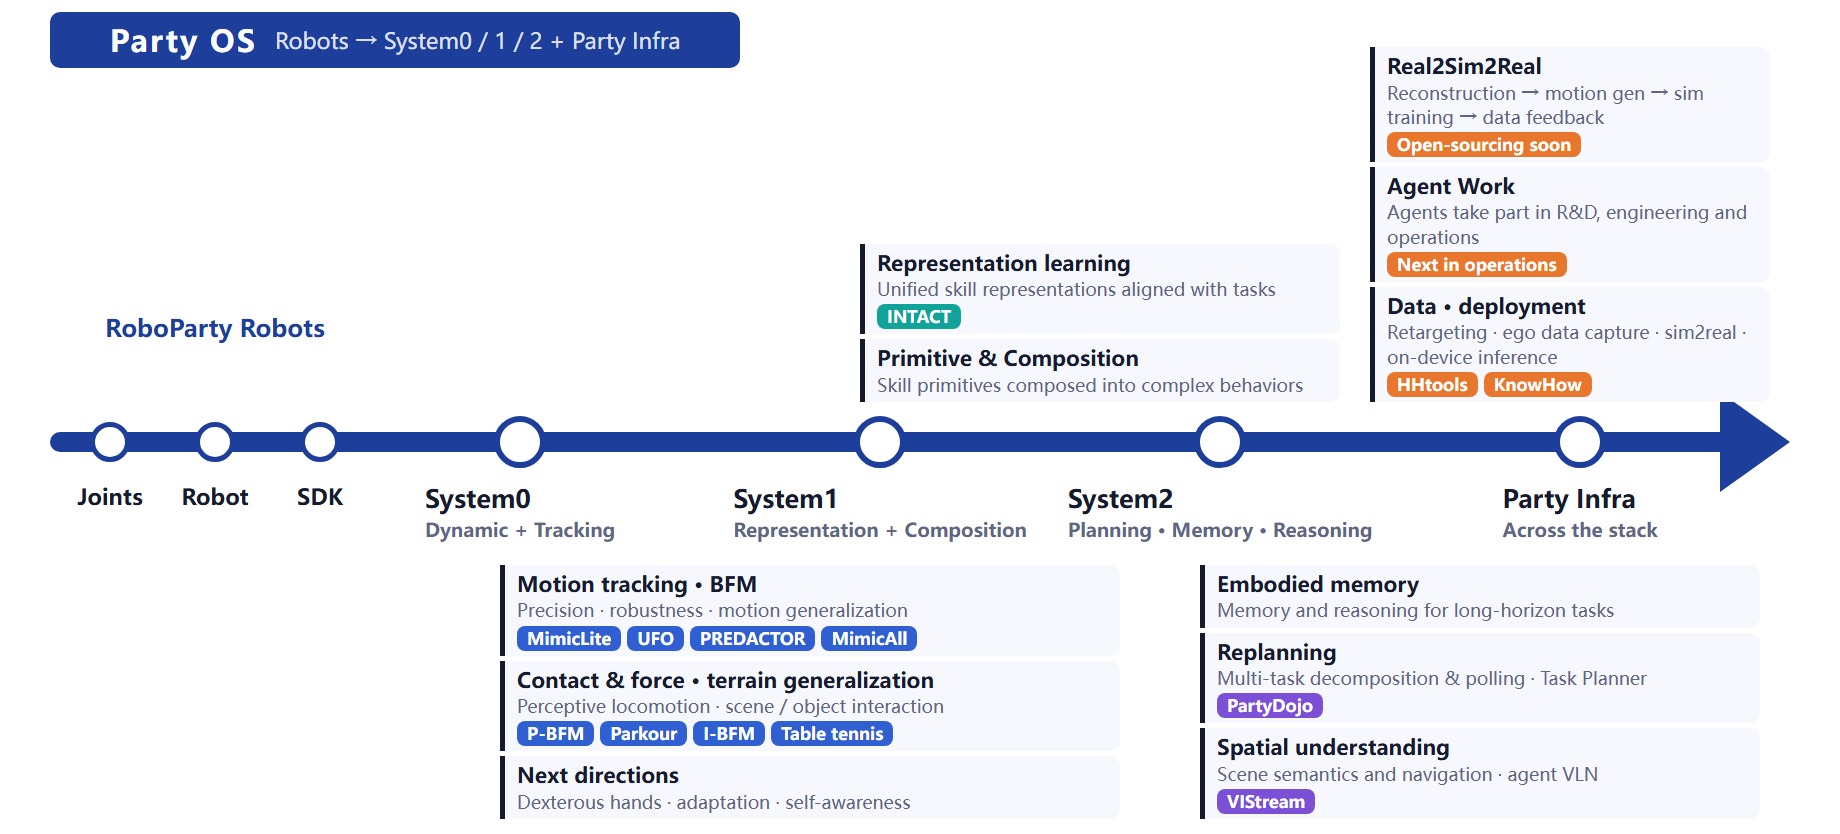 Party OS Robots → System0 / 1 / 2 + Party Infra
Real2Sim2Real
Reconstruction → motion gen → sim
training → data feedback
Open-sourcing soon
Agent Work
Agents take part in R&D, engineering and
operations
Next in operations
Representation learning
Unified skill representations aligned with tasks
INTACT
Primitive & Composition
Skill primitives composed into complex behaviors
Data • deployment
Retargeting · ego data capture · sim2real ·
on-device inference
HHtools KnowHow
RoboParty Robots
Joints Robot SDK
System0
Dynamic + Tracking
System1
Representation + Composition
System2
Planning • Memory • Reasoning
Party Infra
Across the stack
Motion tracking • BFM
Precision · robustness · motion generalization
MimicLite UFO PREDACTOR MimicAll
Contact & force • terrain generalization
Perceptive locomotion · scene / object interaction
P-BFM Parkour I-BFM Table tennis
Next directions
Dexterous hands · adaptation · self-awareness
Embodied memory
Memory and reasoning for long-horizon tasks
Replanning
Multi-task decomposition & polling · Task Planner
PartyDojo
Spatial understanding
Scene semantics and navigation · agent VLN
VIStream